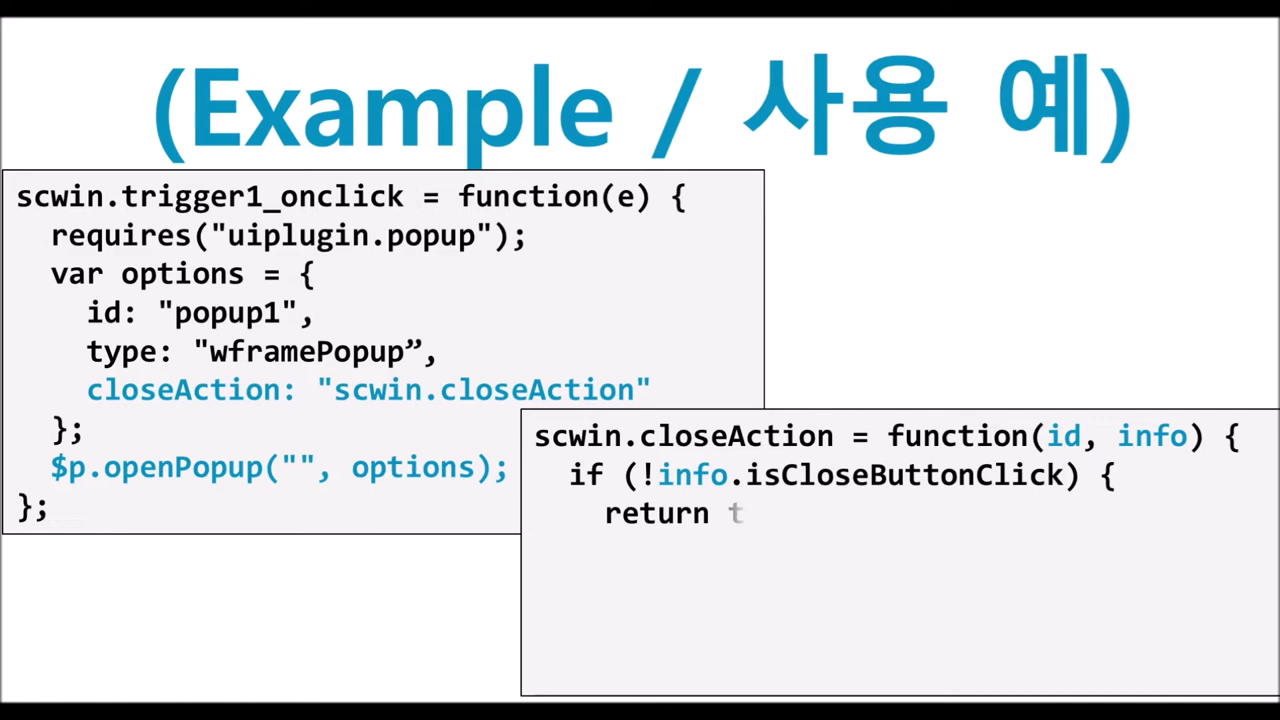 (Example / 사용 예)
scwin.trigger1_onclick = function(e) {
requires("uiplugin.popup");
var options = {
id: "popup1",
type: "wframePopup”,
closeAction: "scwin.closeAction"
};
$p.openPopup("", options);
};
scwin.closeAction = function(id, info) {
if (!info.isCloseButtonClick) {
return t